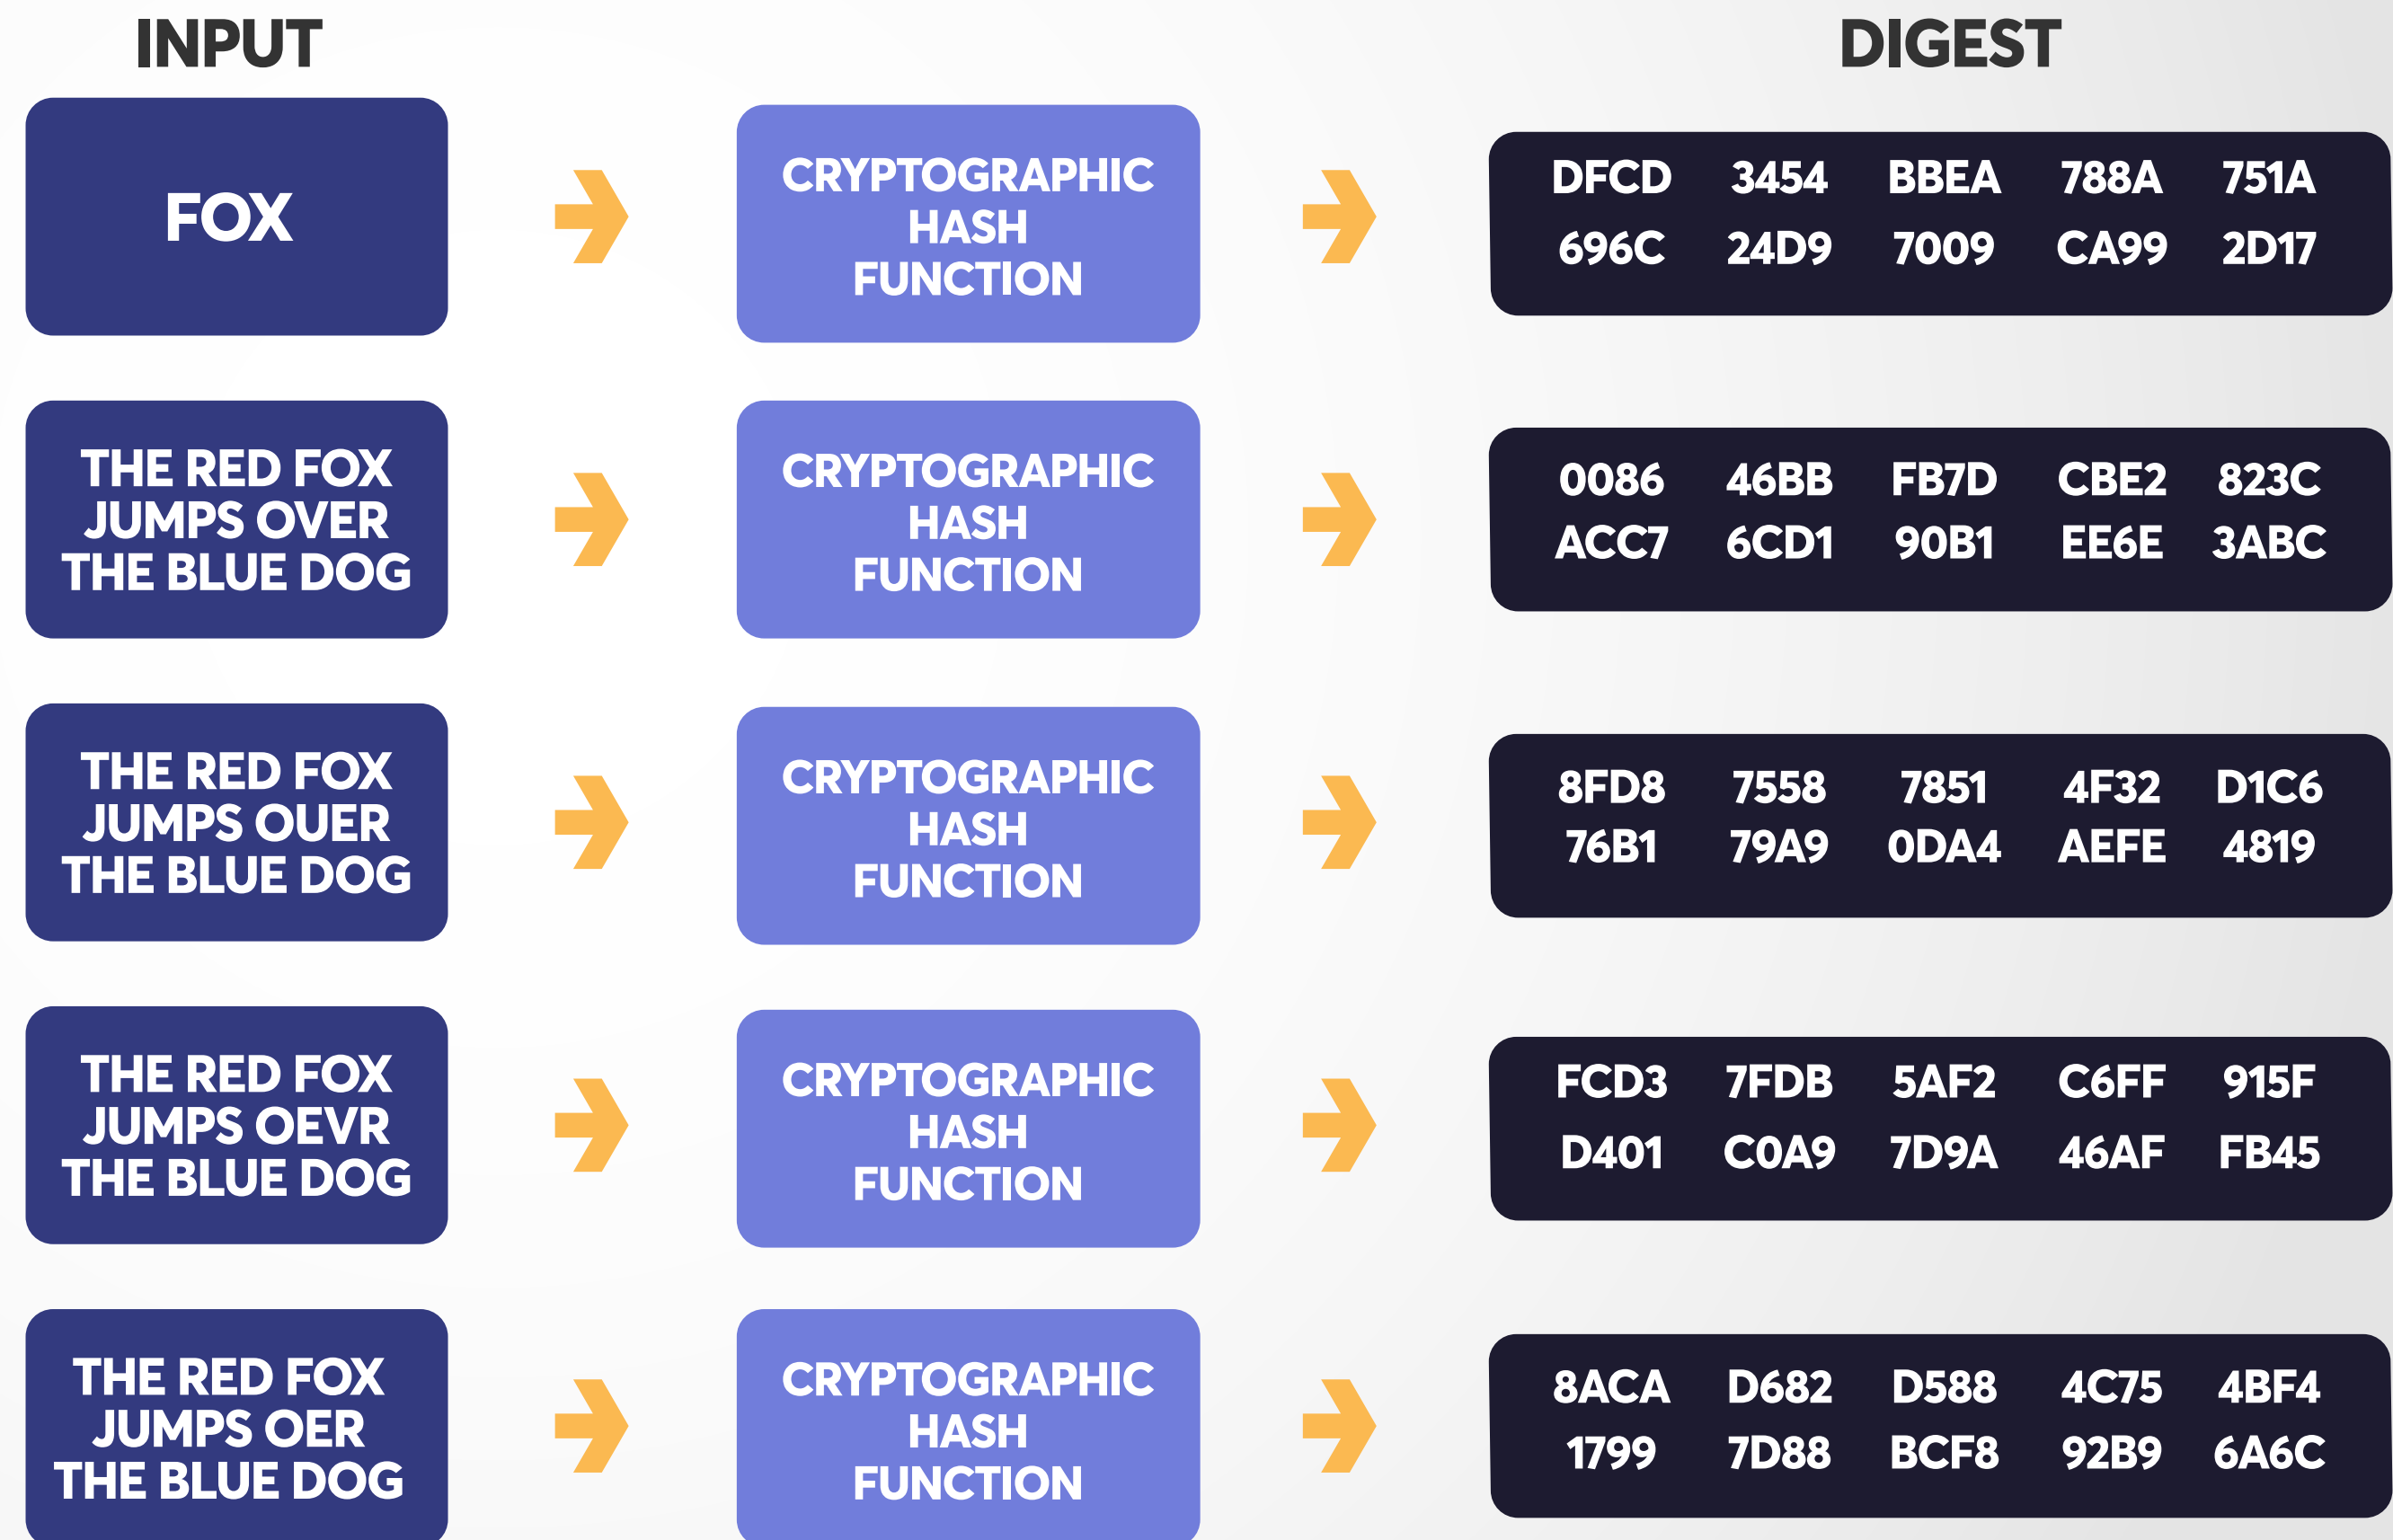 INPUT
DIGEST
FOX
CRYPTOGRAPHIC
HASH
FUNCTION
DFCD 3454 BBEA 788A 751A
696C 24D9 7009 CA99 2D17
THE RED FOX
JUMPS OVER
THE BLUE DOG
CRYPTOGRAPHIC
HASH
FUNCTION
0086 46BB FB7D CBE2 823C
ACC7 6CD1 90B1 EE6E 3ABC
THE RED FOX
JUMPS OUER
THE BLUE DOG
CRYPTOGRAPHIC
HASH
FUNCTION
8FD8 7558 7851 4F32 D1C6
76B1 79A9 0DA4 AEFE 4819
THE RED FOX
JUMPS OEVR
THE BLUE DOG
CRYPTOGRAPHIC
HASH
FUNCTION
FCD3 7FDB 5AF2 C6FF 915F
D401 C0A9 7D9A 46AF FB45
THE RED FOX
JUMPS OER
THE BLUE DOG
CRYPTOGRAPHIC
HASH
FUNCTION
8ACA D682 D588 4C75 4BF4
1799 7D88 BCF8 92B9 6A6C